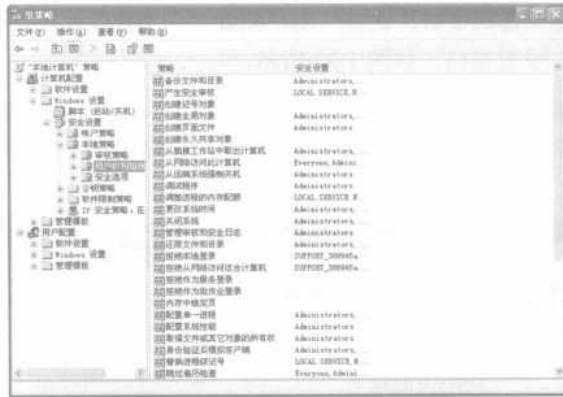 组策略
文件(F) 操作(A) 查看(V) 帮助(H)
"本地计算机" 策略
计算机配置
软件设置
Windows 设置
脚本 (启动/关机)
安全设置
帐户策略
本地策略
审核策略
安全选项
公钥策略
软件限制策略
IP 安全策略，在
管理模板
用户配置
软件设置
Windows 设置
管理模板
策略 安全设置
备份文件和目录 Administrators,
产生安全审核 LOCAL SERVICE,N...
创建记号对象
创建全局对象 Administrators,
创建页面文件 Administrators
创建永久共享对象
从插接工作站中取出计算机 Administrators,
从网络访问此计算机 Everyone,Admini...
从远端系统强制关机 Administrators
调试程序 Administrators
调整进程的内存配额 LOCAL SERVICE,N...
更改系统时间 Administrators,
关闭系统 Administrators,
管理审核和安全日志 Administrators
还原文件和目录 Administrators,
拒绝本地登录 SUPPORT_388945a...
拒绝从网络访问这台计算机 SUPPORT_388945a...
拒绝作为服务登录
拒绝作为批作业登录
内存中锁定页
配置单一进程 Administrators,
配置系统性能 Administrators
取得文件或其它对象的所有权 Administrators
身份验证后模拟客户端 Administrators,
替换进程级记号 LOCAL SERVICE,N...
跳过遍历检查 Everyone,Admini...